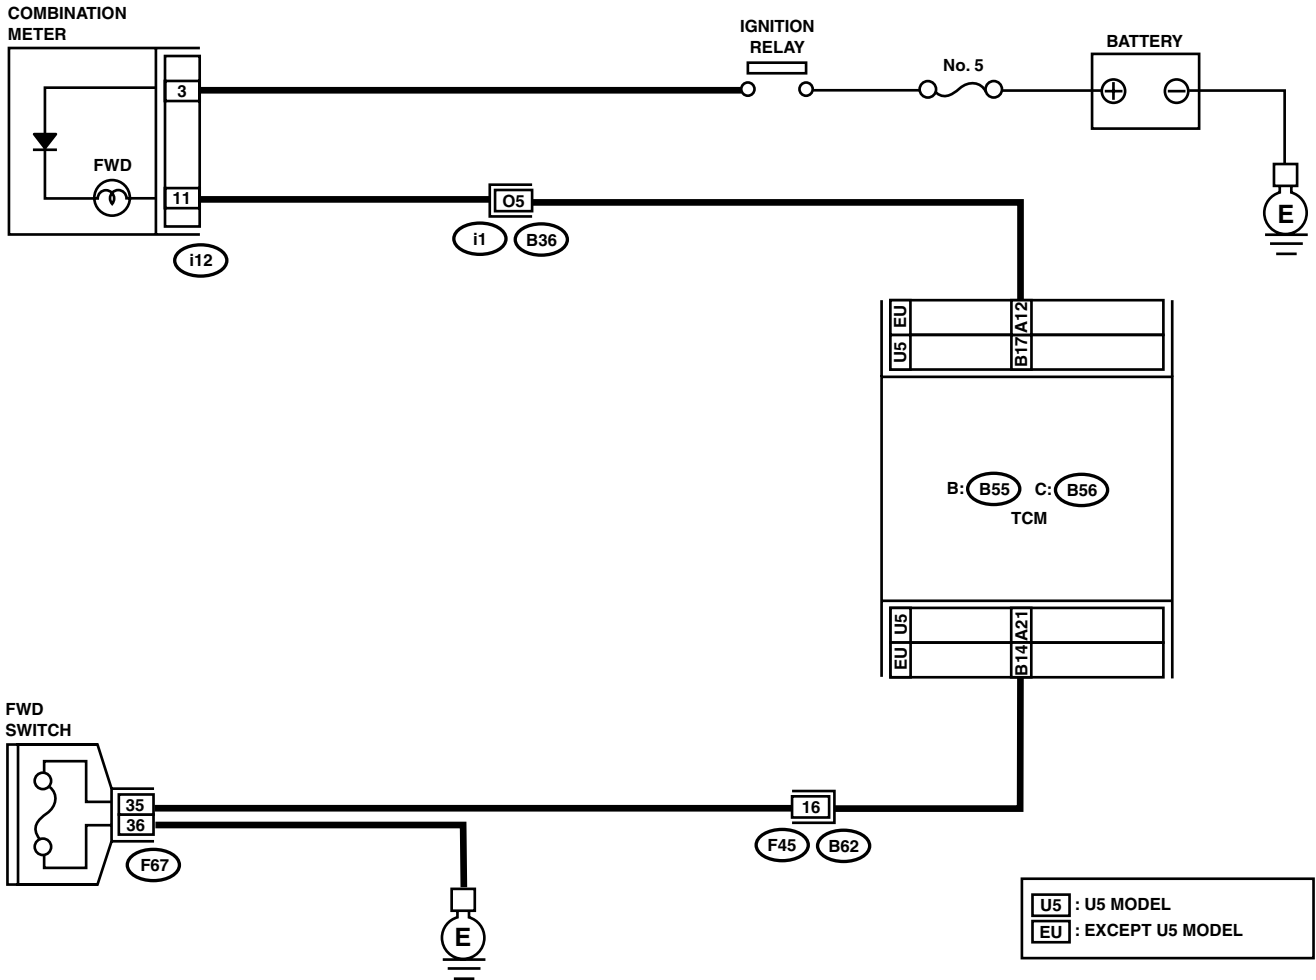 COMBINATION
METER
IGNITION
RELAY
No. 5
BATTERY
3
FWD
11
O5
i12
i1
B36
E
EU
A12
U5
B17
B: B55 C: B56
TCM
U5
A21
EU
B14
FWD
SWITCH
35
36
16
F67
F45
B62
E
U5 : U5 MODEL
EU : EXCEPT U5 MODEL